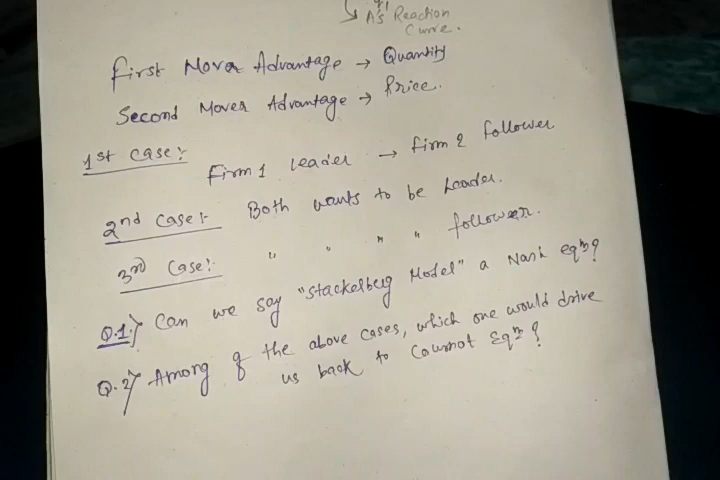 A's Reaction
Curve.
First Mover Advantage → Quantity
Second Mover Advantage → Price.
1st case:-
Firm 1 leader → firm 2 follower.
2nd case:- Both wants to be Leader.
3rd case:- " " " " follower.
Q.1.) Can we say "Stackelberg Model" a Nash eqm?
Q.2) Among of the above cases, which one would drive
us back to Cournot Eqm?